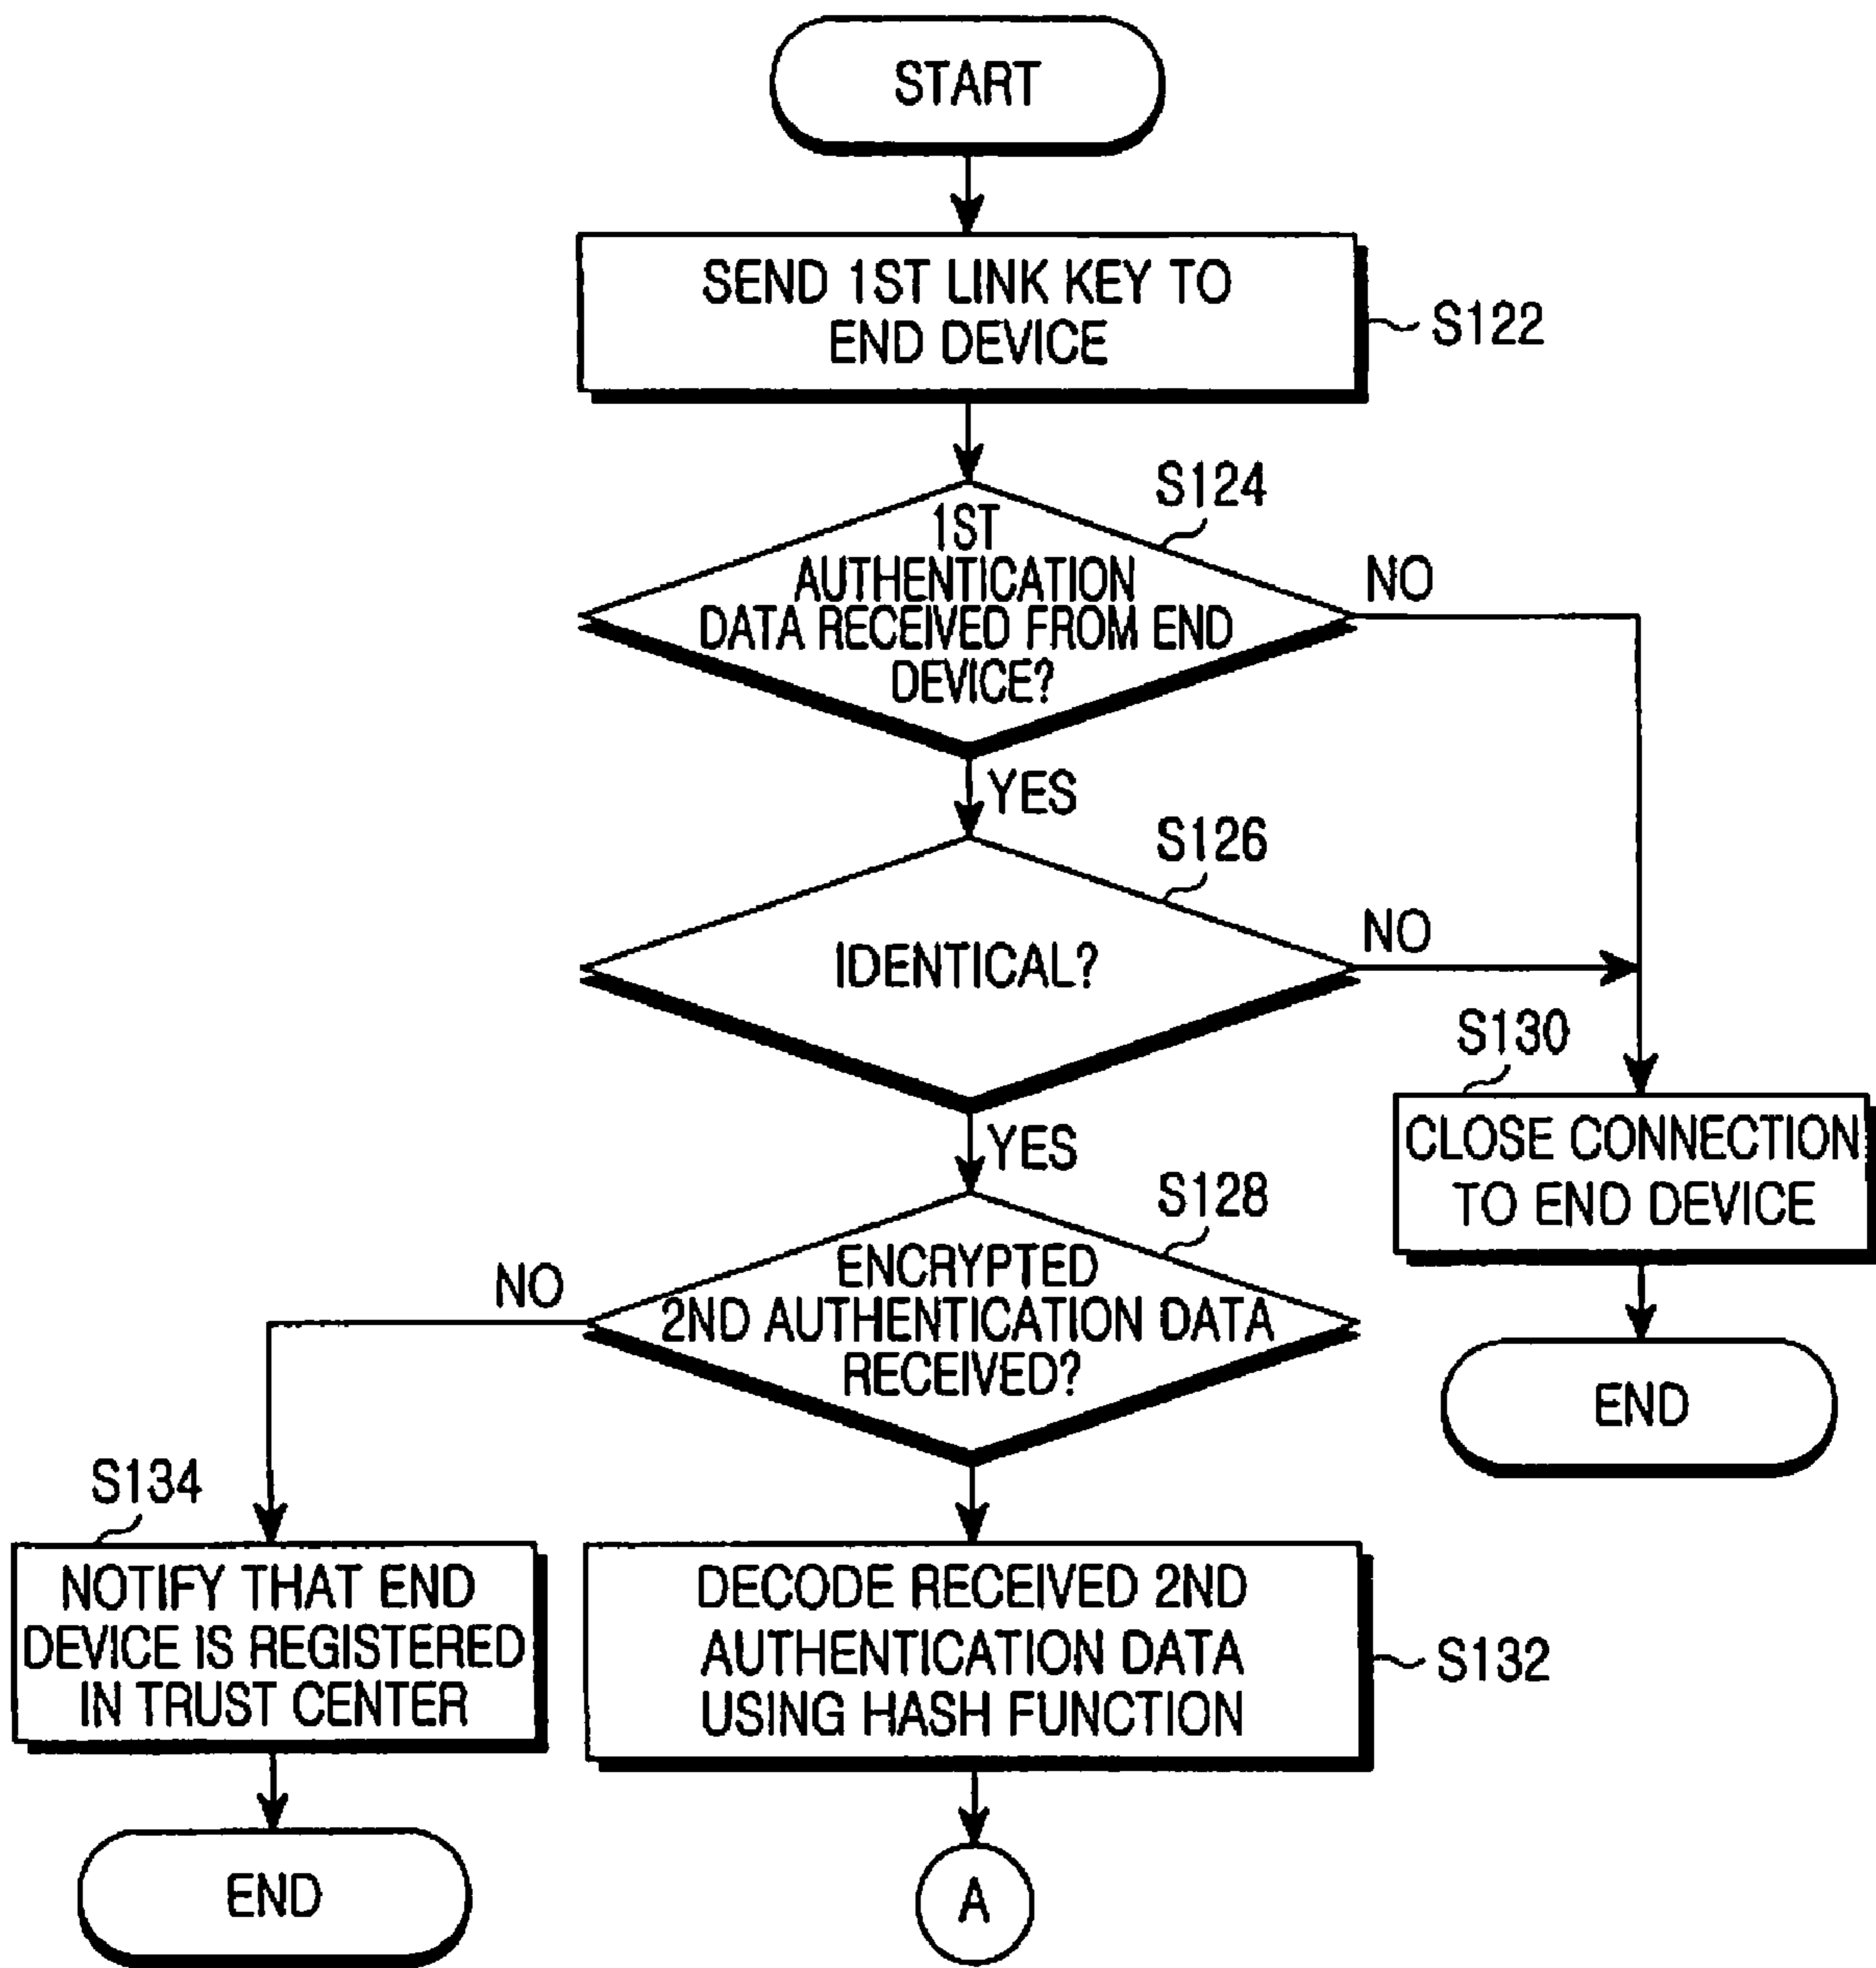 START
SEND 1ST LINK KEY TO
END DEVICE
S122
S124
1ST
AUTHENTICATION
DATA RECEIVED FROM END
DEVICE?
NO
YES
S126
IDENTICAL?
NO
S130
CLOSE CONNECTION
TO END DEVICE
YES
S128
ENCRYPTED
2ND AUTHENTICATION DATA
RECEIVED?
NO
END
S134
NOTIFY THAT END
DEVICE IS REGISTERED
IN TRUST CENTER
DECODE RECEIVED 2ND
AUTHENTICATION DATA
USING HASH FUNCTION
S132
END
A